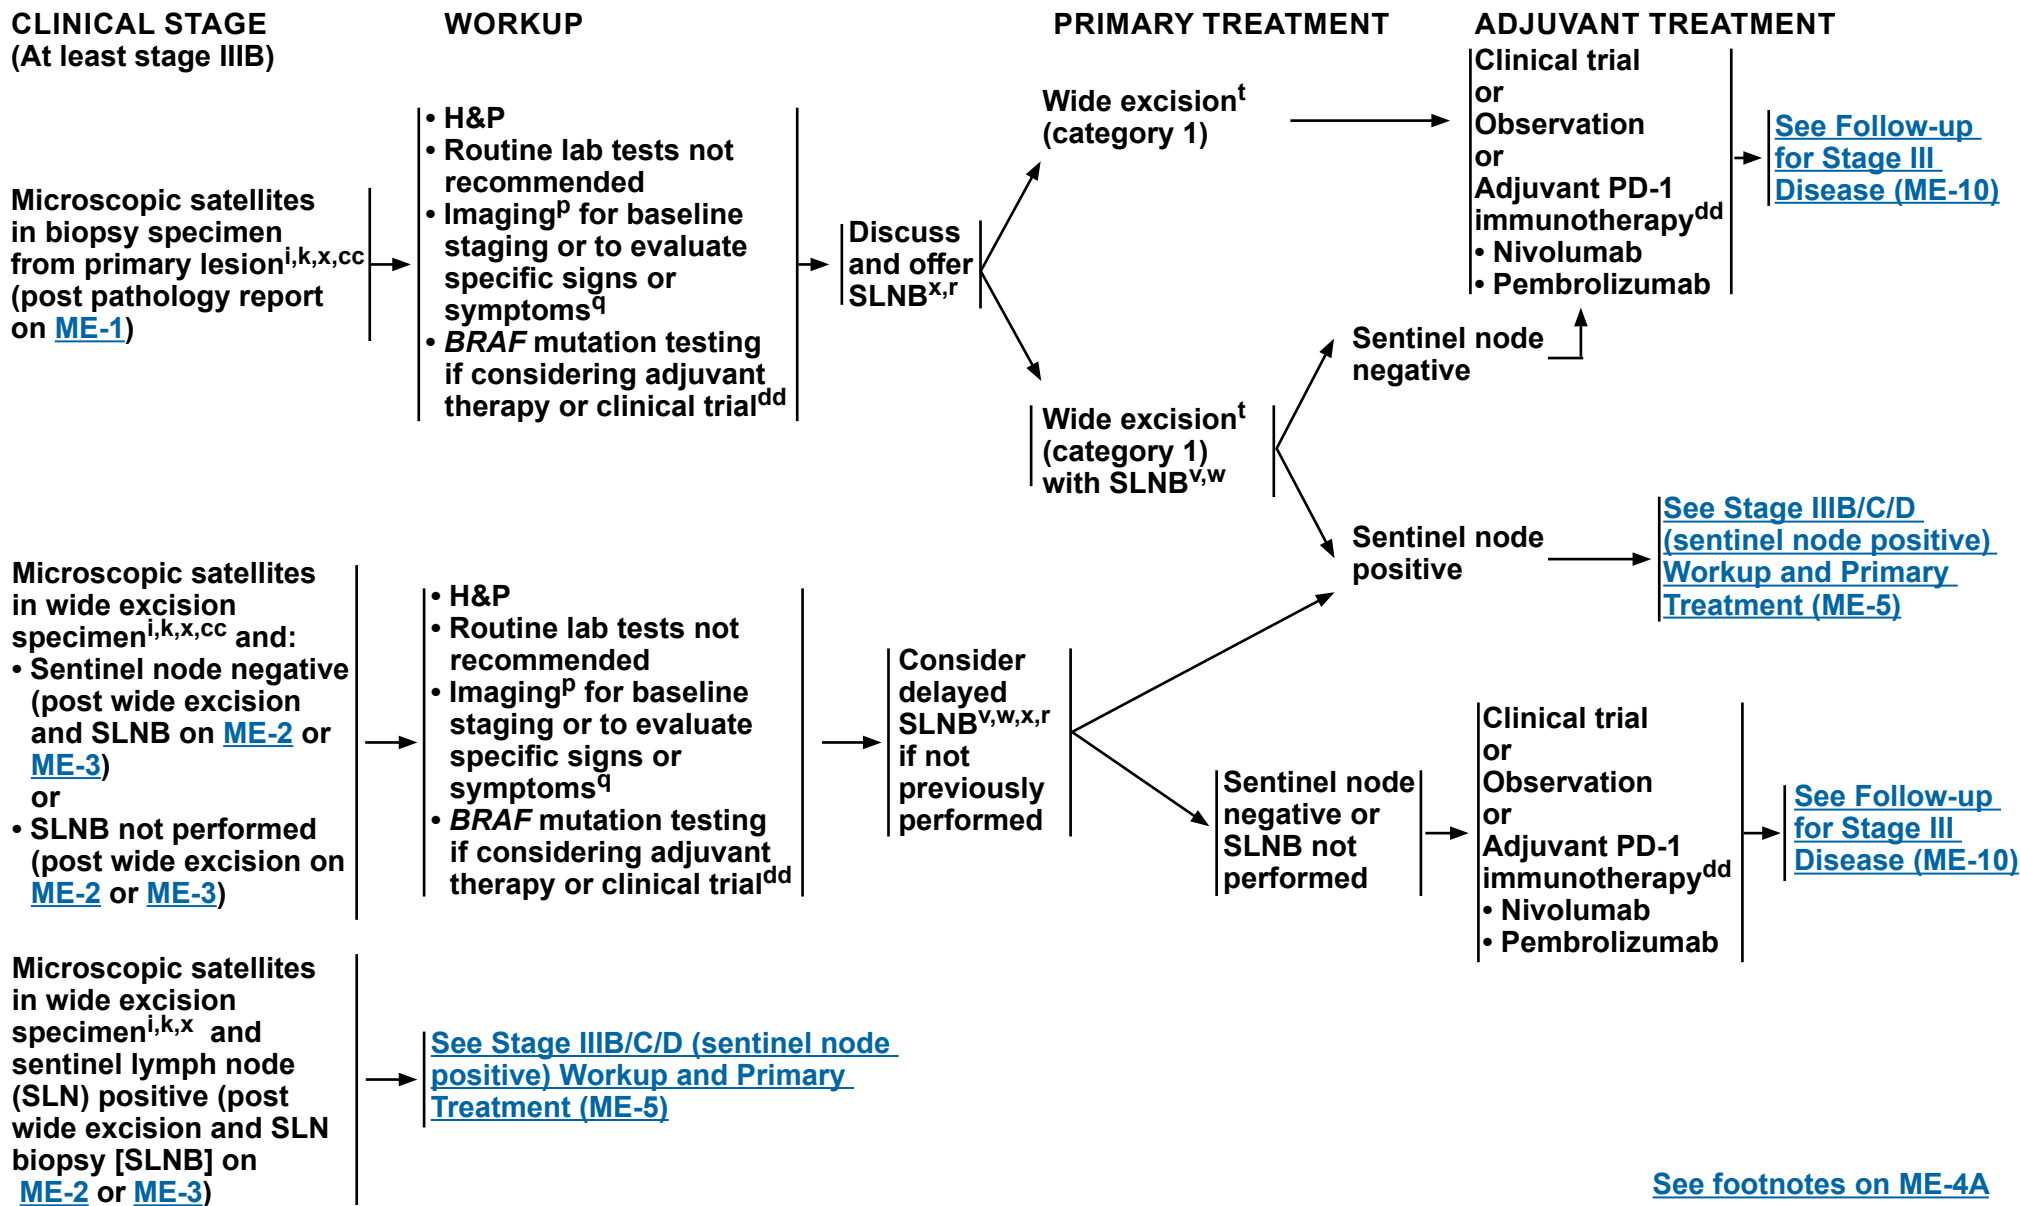 CLINICAL STAGE
(At least stage IIIB)
WORKUP
PRIMARY TREATMENT
ADJUVANT TREATMENT
Microscopic satellites
in biopsy specimen
from primary lesioni,k,x,cc
(post pathology report
on ME-1)
• H&P
• Routine lab tests not
recommended
• Imagingp for baseline
staging or to evaluate
specific signs or
symptomsq
• BRAF mutation testing
if considering adjuvant
therapy or clinical trialdd
Discuss
and offer
SLNBx,r
Wide excisiont
(category 1)
Wide excisiont
(category 1)
with SLNBv,w
Sentinel node
negative
Sentinel node
positive
Clinical trial
or
Observation
or
Adjuvant PD-1
immunotherapydd
• Nivolumab
• Pembrolizumab
See Follow-up
for Stage III
Disease (ME-10)
See Stage IIIB/C/D
(sentinel node positive)
Workup and Primary
Treatment (ME-5)
Microscopic satellites
in wide excision
specimeni,k,x,cc and:
• Sentinel node negative
(post wide excision
and SLNB on ME-2 or
ME-3)
or
• SLNB not performed
(post wide excision on
ME-2 or ME-3)
• H&P
• Routine lab tests not
recommended
• Imagingp for baseline
staging or to evaluate
specific signs or
symptomsq
• BRAF mutation testing
if considering adjuvant
therapy or clinical trialdd
Consider
delayed
SLNBv,w,x,r
if not
previously
performed
Sentinel node
negative or
SLNB not
performed
Clinical trial
or
Observation
or
Adjuvant PD-1
immunotherapydd
• Nivolumab
• Pembrolizumab
See Follow-up
for Stage III
Disease (ME-10)
Microscopic satellites
in wide excision
specimeni,k,x and
sentinel lymph node
(SLN) positive (post
wide excision and SLN
biopsy [SLNB] on
ME-2 or ME-3)
See Stage IIIB/C/D (sentinel node
positive) Workup and Primary
Treatment (ME-5)
See footnotes on ME-4A